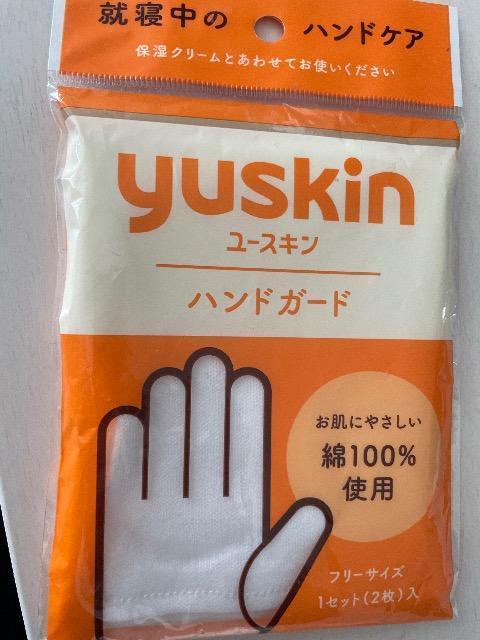 就寝中の ハンドケア
保湿クリームとあわせてお使いください
yuskin
ユースキン
ハンドガード
お肌にやさしい
綿100%
使用
フリーサイズ
1セット(2枚)入